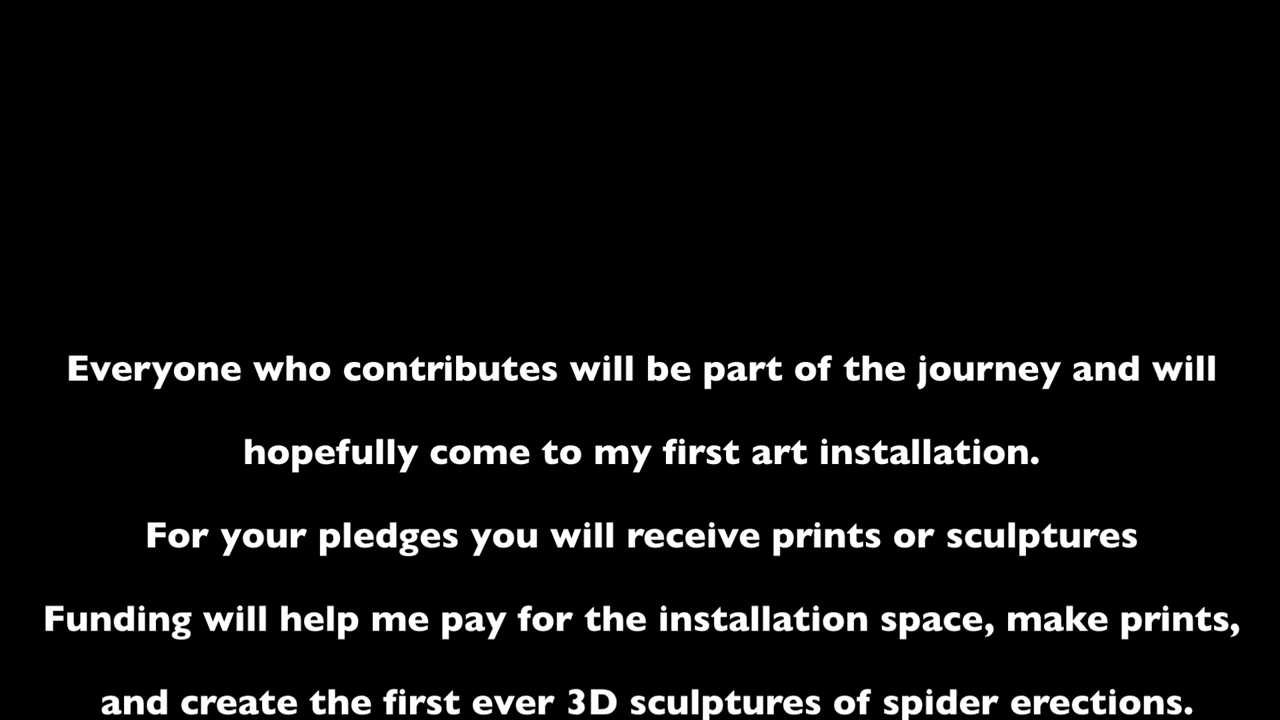 Everyone who contributes will be part of the journey and will
hopefully come to my first art installation.
For your pledges you will receive prints or sculptures
Funding will help me pay for the installation space, make prints,
and create the first ever 3D sculptures of spider erections.